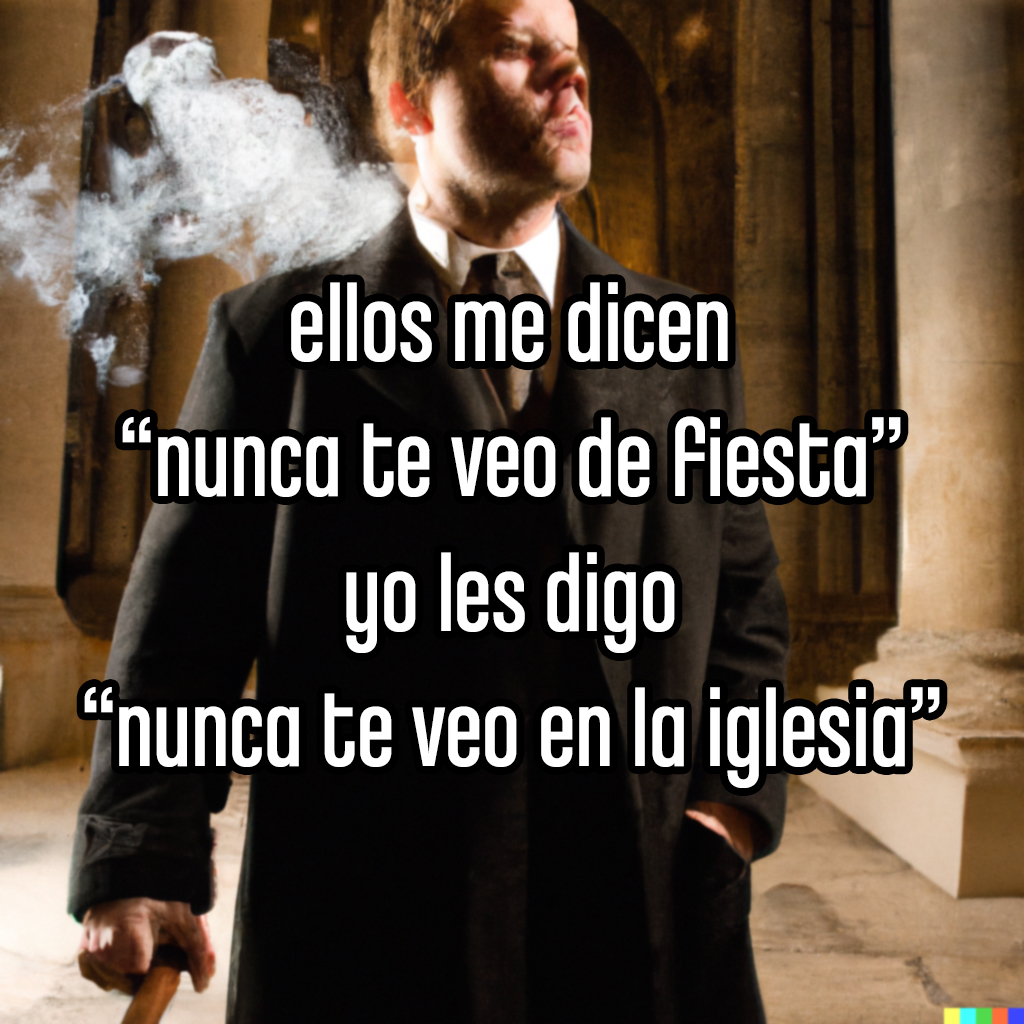 ellos me dicen
“nunca te veo de fiesta”
yo les digo
“nunca te veo en la iglesia”